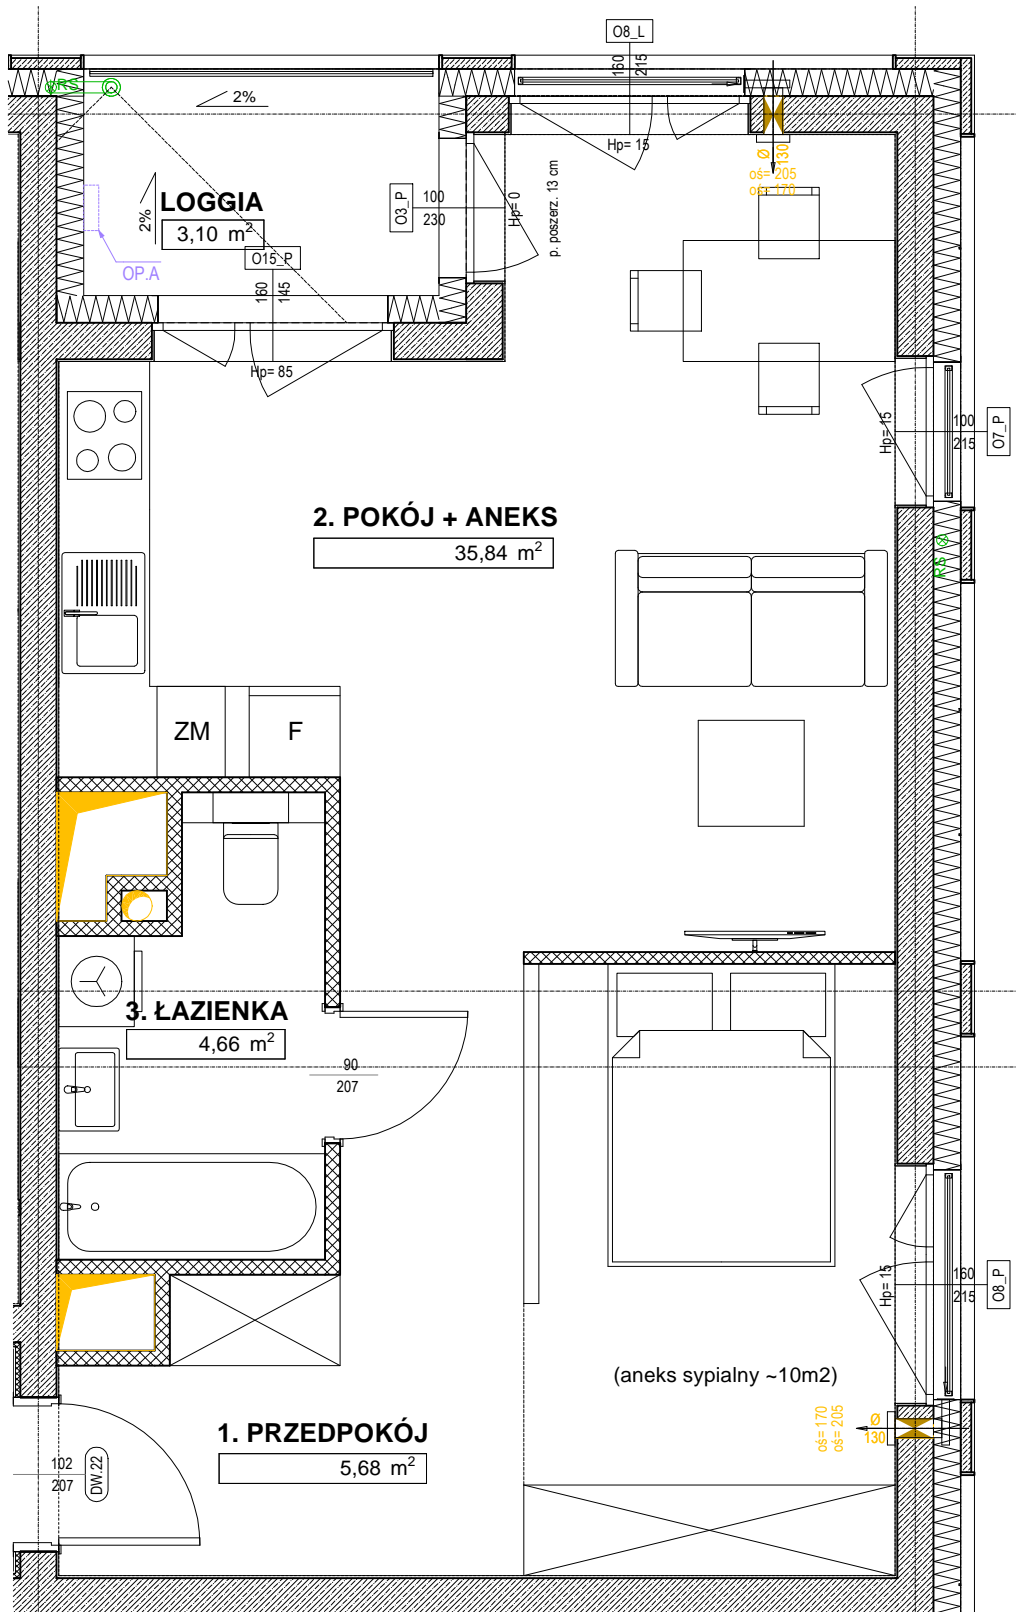 O8_L
160
215
RS
2%
Hp= 15
Ø 130
oś= 205
oś= 170
2%
LOGGIA
3,10 m²
O3_P
100
230
Hp= 0
p. poszerz. 13 cm
OP.A
O15_P
160
145
Hp= 85
Hp= 15
100
215
O7_P
2. POKÓJ + ANEKS
35,84 m²
RS
ZM
F
3. ŁAZIENKA
4,66 m²
90
207
Hp= 15
160
215
O8_P
(aneks sypialny ~10m2)
oś= 170
oś= 205
Ø
130
1. PRZEDPOKÓJ
5,68 m²
102
207
DW.22